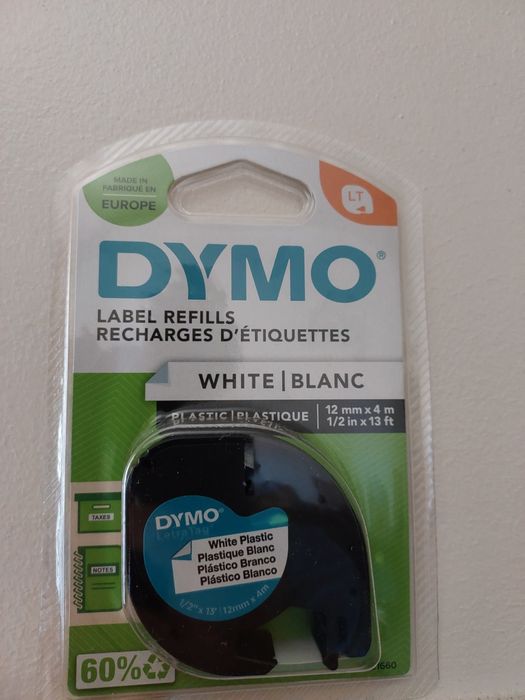 MADE IN
FABRIQUÉ EN
EUROPE
LT
DYMO®
LABEL REFILLS
RECHARGES D'ÉTIQUETTES
WHITE | BLANC
PLASTIC | PLASTIQUE
12 mm x 4 m
1/2 in x 13 ft
TAXES
NOTES
DYMO
LetraTag
White Plastic
Plastique Blanc
Plástico Branco
Plástico Blanco
1/2" x 13' | 12mm x 4m
60%